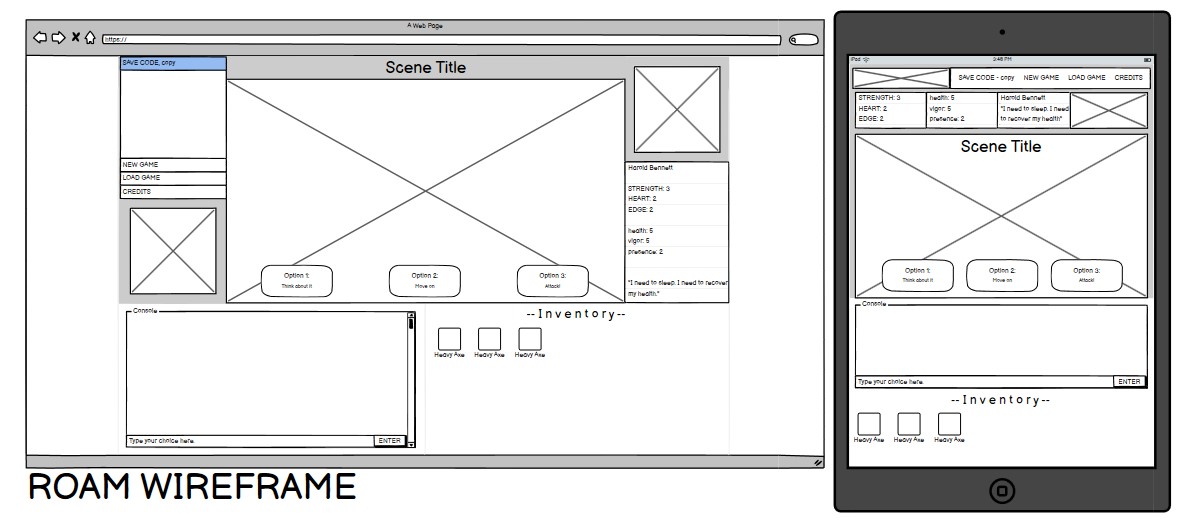 A Web Page
https://
SAVE CODE, copy
NEW GAME
LOAD GAME
CREDITS
Scene Title
Option 1:
Think about it
Option 2:
Move on
Option 3:
Attack!
Harold Bennett
STRENGTH: 3
HEART: 2
EDGE: 2
health: 5
vigor: 5
presence: 2
"I need to sleep. I need to recover
my health."
Console
Type your choice here.
ENTER
--Inventory--
Heavy Axe
Heavy Axe
Heavy Axe
ROAM WIREFRAME
iPad
3:46 PM
SAVE CODE - copy NEW GAME LOAD GAME CREDITS
STRENGTH: 3
HEART: 2
EDGE: 2
health: 5
vigor: 5
presence: 2
Harold Bennett
"I need to sleep. I need
to recover my health"
Scene Title
Option 1:
Think about it
Option 2:
Move on
Option 3:
Attack!
Console
Type your choice here.
ENTER
--Inventory--
Heavy Axe
Heavy Axe
Heavy Axe